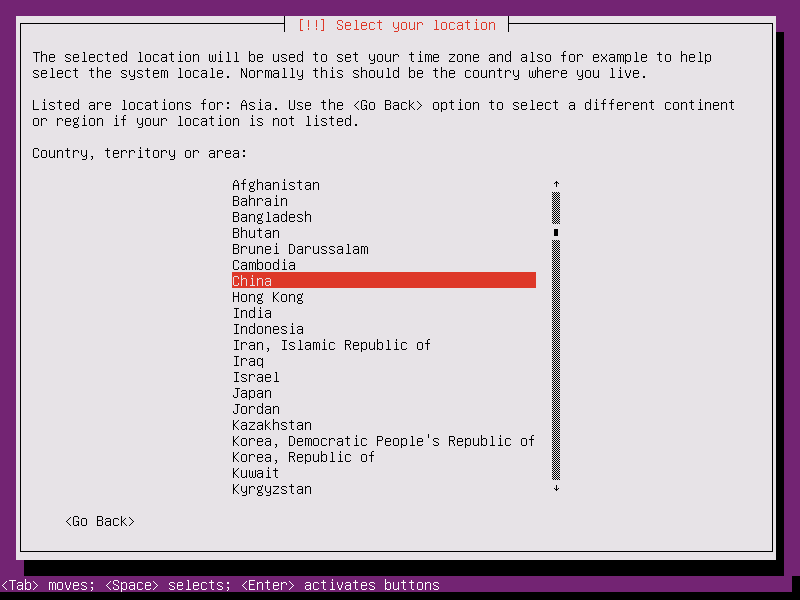 [!!] Select your location
The selected location will be used to set your time zone and also for example to help
select the system locale. Normally this should be the country where you live.
Listed are locations for: Asia. Use the <Go Back> option to select a different continent
or region if your location is not listed.
Country, territory or area:
Afghanistan
Bahrain
Bangladesh
Bhutan
Brunei Darussalam
Cambodia
China
Hong Kong
India
Indonesia
Iran, Islamic Republic of
Iraq
Israel
Japan
Jordan
Kazakhstan
Korea, Democratic People's Republic of
Korea, Republic of
Kuwait
Kyrgyzstan
<Go Back>
<Tab> moves; <Space> selects; <Enter> activates buttons